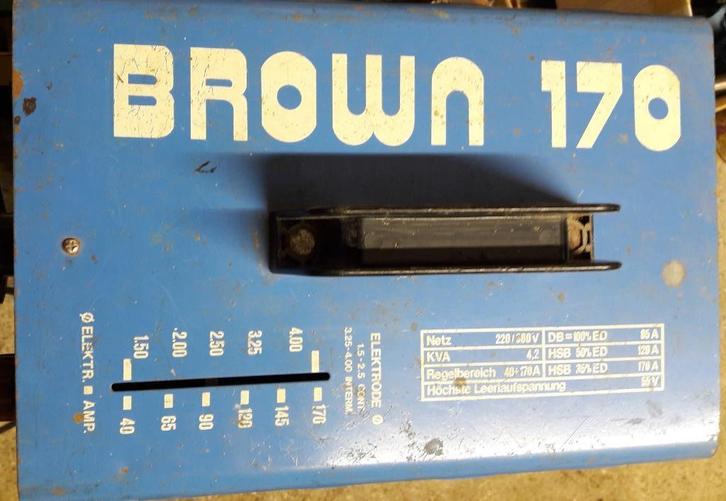 BROWN 170
Netz 220/380V DB=100% ED 85A
KVA 4,2 HSB 50% ED 120A
Regelbereich 40÷170A HSB 35% ED 170A
Höchste Leerlaufspannung 55V
ELEKTRODE Ø
1.5-2.5 CONT.
3.25-4.00 INTERM.
4.00 170
3.25 145
120
2.50 90
2.00 65
1.50 40
Ø ELEKTR. AMP.